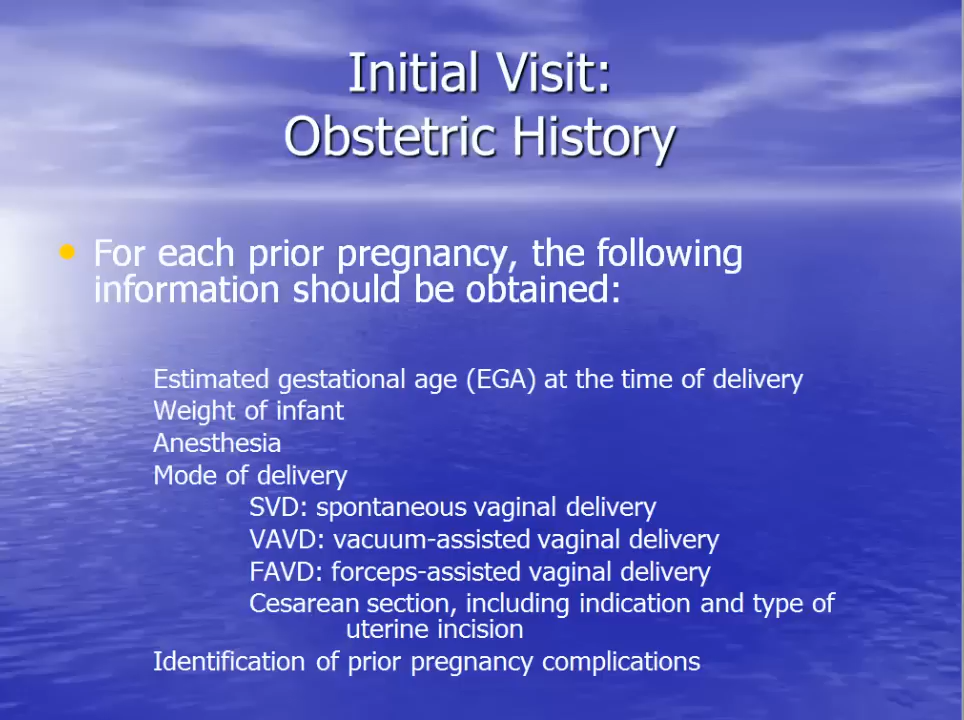 Initial Visit:
Obstetric History
• For each prior pregnancy, the following
information should be obtained:
Estimated gestational age (EGA) at the time of delivery
Weight of infant
Anesthesia
Mode of delivery
SVD: spontaneous vaginal delivery
VAVD: vacuum-assisted vaginal delivery
FAVD: forceps-assisted vaginal delivery
Cesarean section, including indication and type of
uterine incision
Identification of prior pregnancy complications